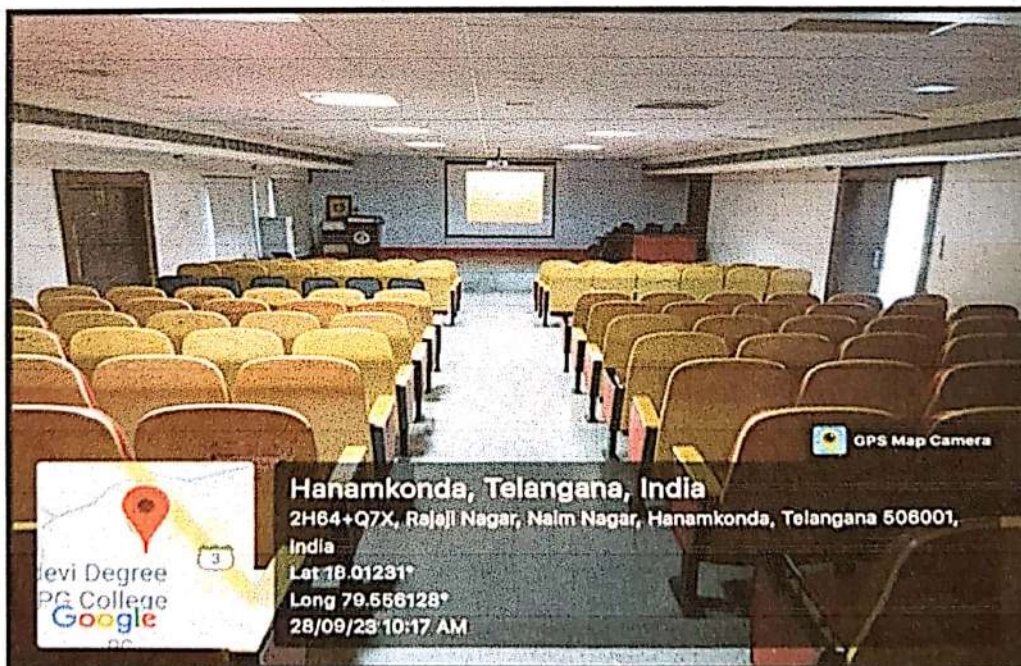 GPS Map Camera
Hanamkonda, Telangana, India
2H64+Q7X, Rajaji Nagar, Naim Nagar, Hanamkonda, Telangana 506001,
India
Lat 18.01231°
Long 79.556128°
28/09/23 10:17 AM
3
devi Degree
PG College
Google